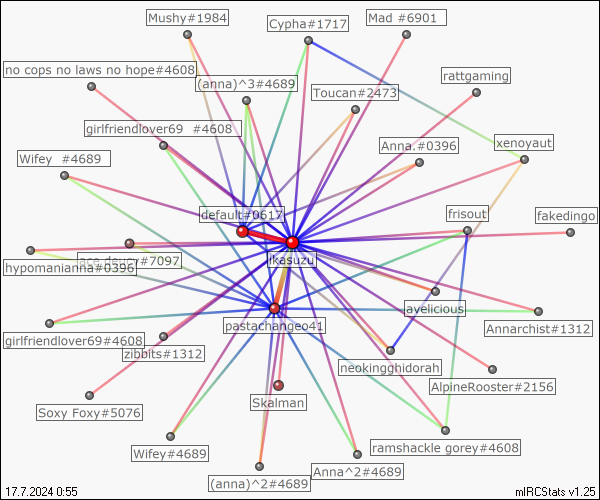 Mushy#1984
Cypha#1717
Mad #6901
no cops no laws no hope#4608
(anna)^3#4689
rattgaming
Toucan#2473
girlfriendlover69 #4608
Anna.#0396
xenoyaut
Wifey #4689
default#0617
frisout
fakedingo
ikasuzu
ace deucy#7097
hypomanianna#0396
avelicious
Annarchist#1312
pastachangeo41
girlfriendlover69#4608
zibbits#1312
neokingghidorah
AlpineRooster#2156
Skalman
Soxy Foxy#5076
Wifey#4689
ramshackle gorey#4608
Anna^2#4689
(anna)^2#4689
17.7.2024 0:55
mIRCStats v1.25